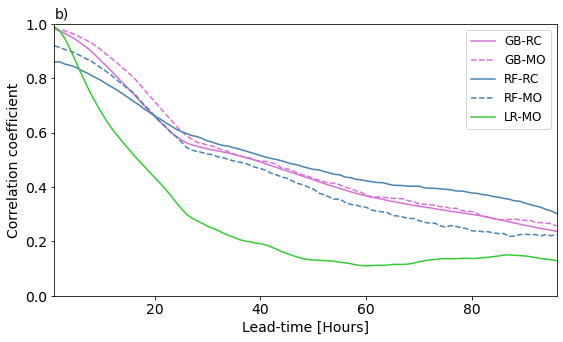 b)
1.0
0.8
0.6
0.4
0.2
0.0
Correlation coefficient
GB-RC
GB-MO
RF-RC
RF-MO
LR-MO
20
40
60
80
Lead-time [Hours]